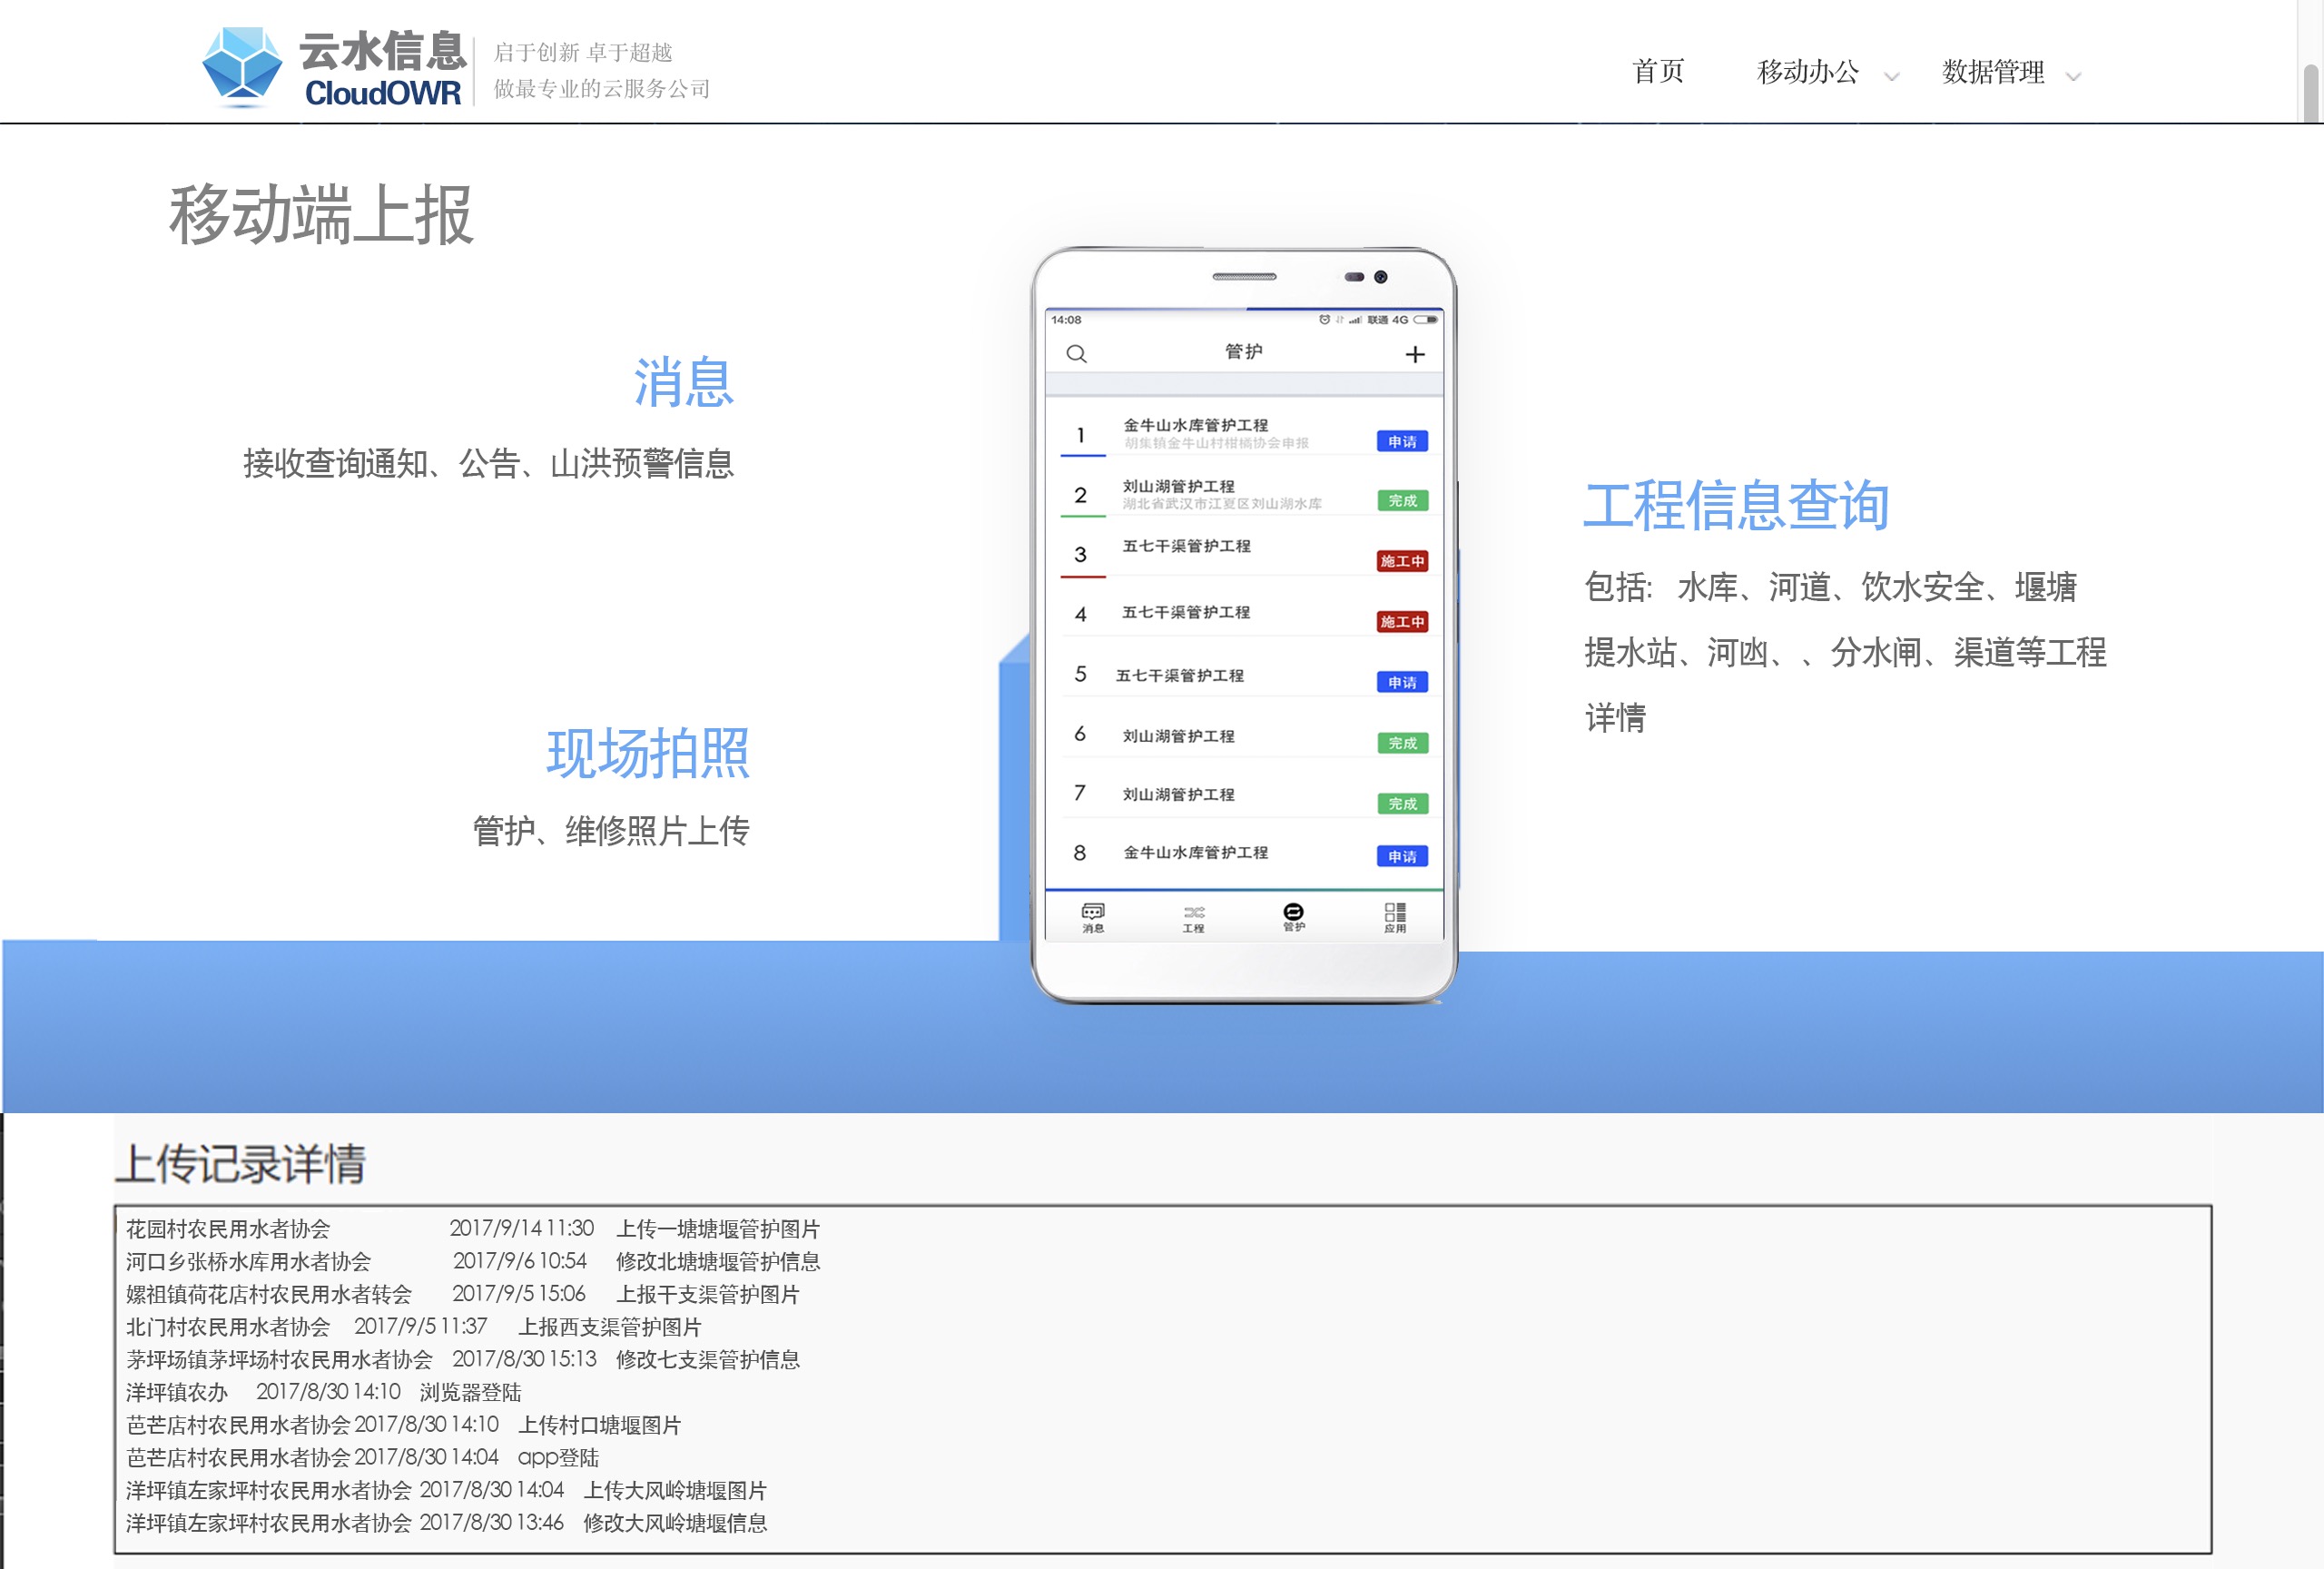 云水信息
CloudOWR
启于创新 卓于超越
做最专业的云服务公司
首页 移动办公 数据管理
移动端上报
消息
接收查询通知、公告、山洪预警信息
现场拍照
管护、维修照片上传
14:08 联通 4G
管护
1 金牛山水库管护工程 申请
胡集镇金牛山村柑橘协会申报
2 刘山湖管护工程 完成
湖北省武汉市江夏区刘山湖水库
3 五七干渠管护工程 施工中
4 五七干渠管护工程 施工中
5 五七干渠管护工程 申请
6 刘山湖管护工程 完成
7 刘山湖管护工程 完成
8 金牛山水库管护工程 申请
消息 工程 管护 应用
工程信息查询
包括: 水库、河道、饮水安全、堰塘
提水站、河凼、、分水闸、渠道等工程
详情
上传记录详情
花园村农民用水者协会 2017/9/14 11:30 上传一塘塘堰管护图片
河口乡张桥水库用水者协会 2017/9/6 10:54 修改北塘塘堰管护信息
嫘祖镇荷花店村农民用水者转会 2017/9/5 15:06 上报干支渠管护图片
北门村农民用水者协会 2017/9/5 11:37 上报西支渠管护图片
茅坪场镇茅坪场村农民用水者协会 2017/8/30 15:13 修改七支渠管护信息
洋坪镇农办 2017/8/30 14:10 浏览器登陆
芭芒店村农民用水者协会 2017/8/30 14:10 上传村口塘堰图片
芭芒店村农民用水者协会 2017/8/30 14:04 app登陆
洋坪镇左家坪村农民用水者协会 2017/8/30 14:04 上传大风岭塘堰图片
洋坪镇左家坪村农民用水者协会 2017/8/30 13:46 修改大风岭塘堰信息